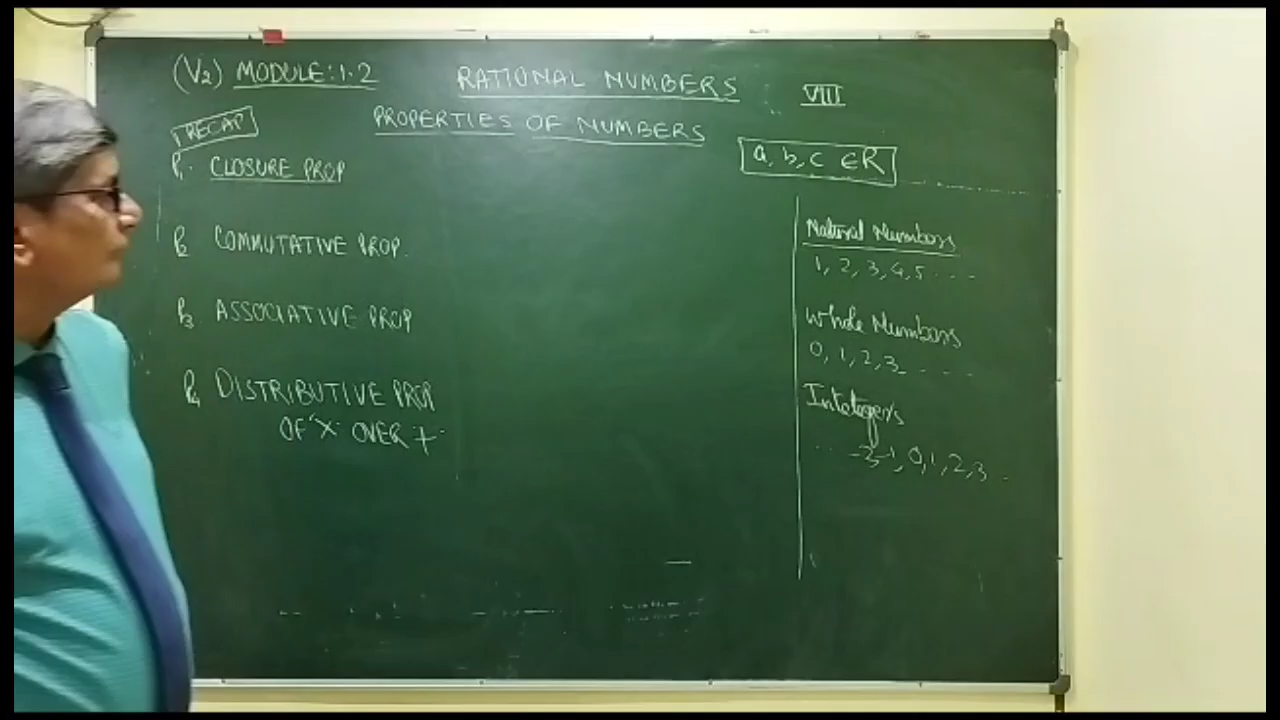 (V2) MODULE: 1.2
RATIONAL NUMBERS
VIII
PROPERTIES OF NUMBERS
RECAP
P1. CLOSURE PROP
P2 COMMUTATIVE PROP.
P3 ASSOCIATIVE PROP
P4 DISTRIBUTIVE PROP
OF 'X' OVER '+'
a, b, c ∈ R
Natural Numbers
1, 2, 3, 4, 5 ....
Whole Numbers
0, 1, 2, 3, ....
Intetegers
... -2, -1, 0, 1, 2, 3 ..